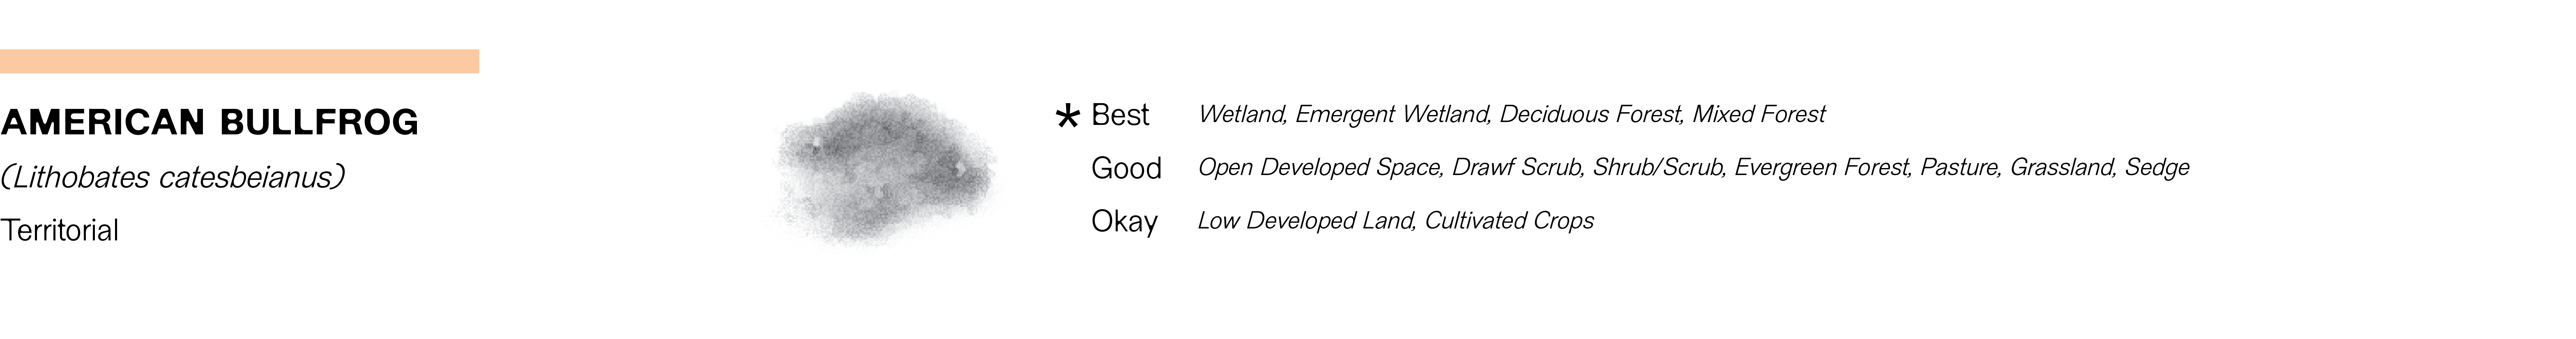 AMERICAN BULLFROG
(Lithobates catesbeianus)
Territorial
* Best Wetland, Emergent Wetland, Deciduous Forest, Mixed Forest
Good Open Developed Space, Drawf Scrub, Shrub/Scrub, Evergreen Forest, Pasture, Grassland, Sedge
Okay Low Developed Land, Cultivated Crops